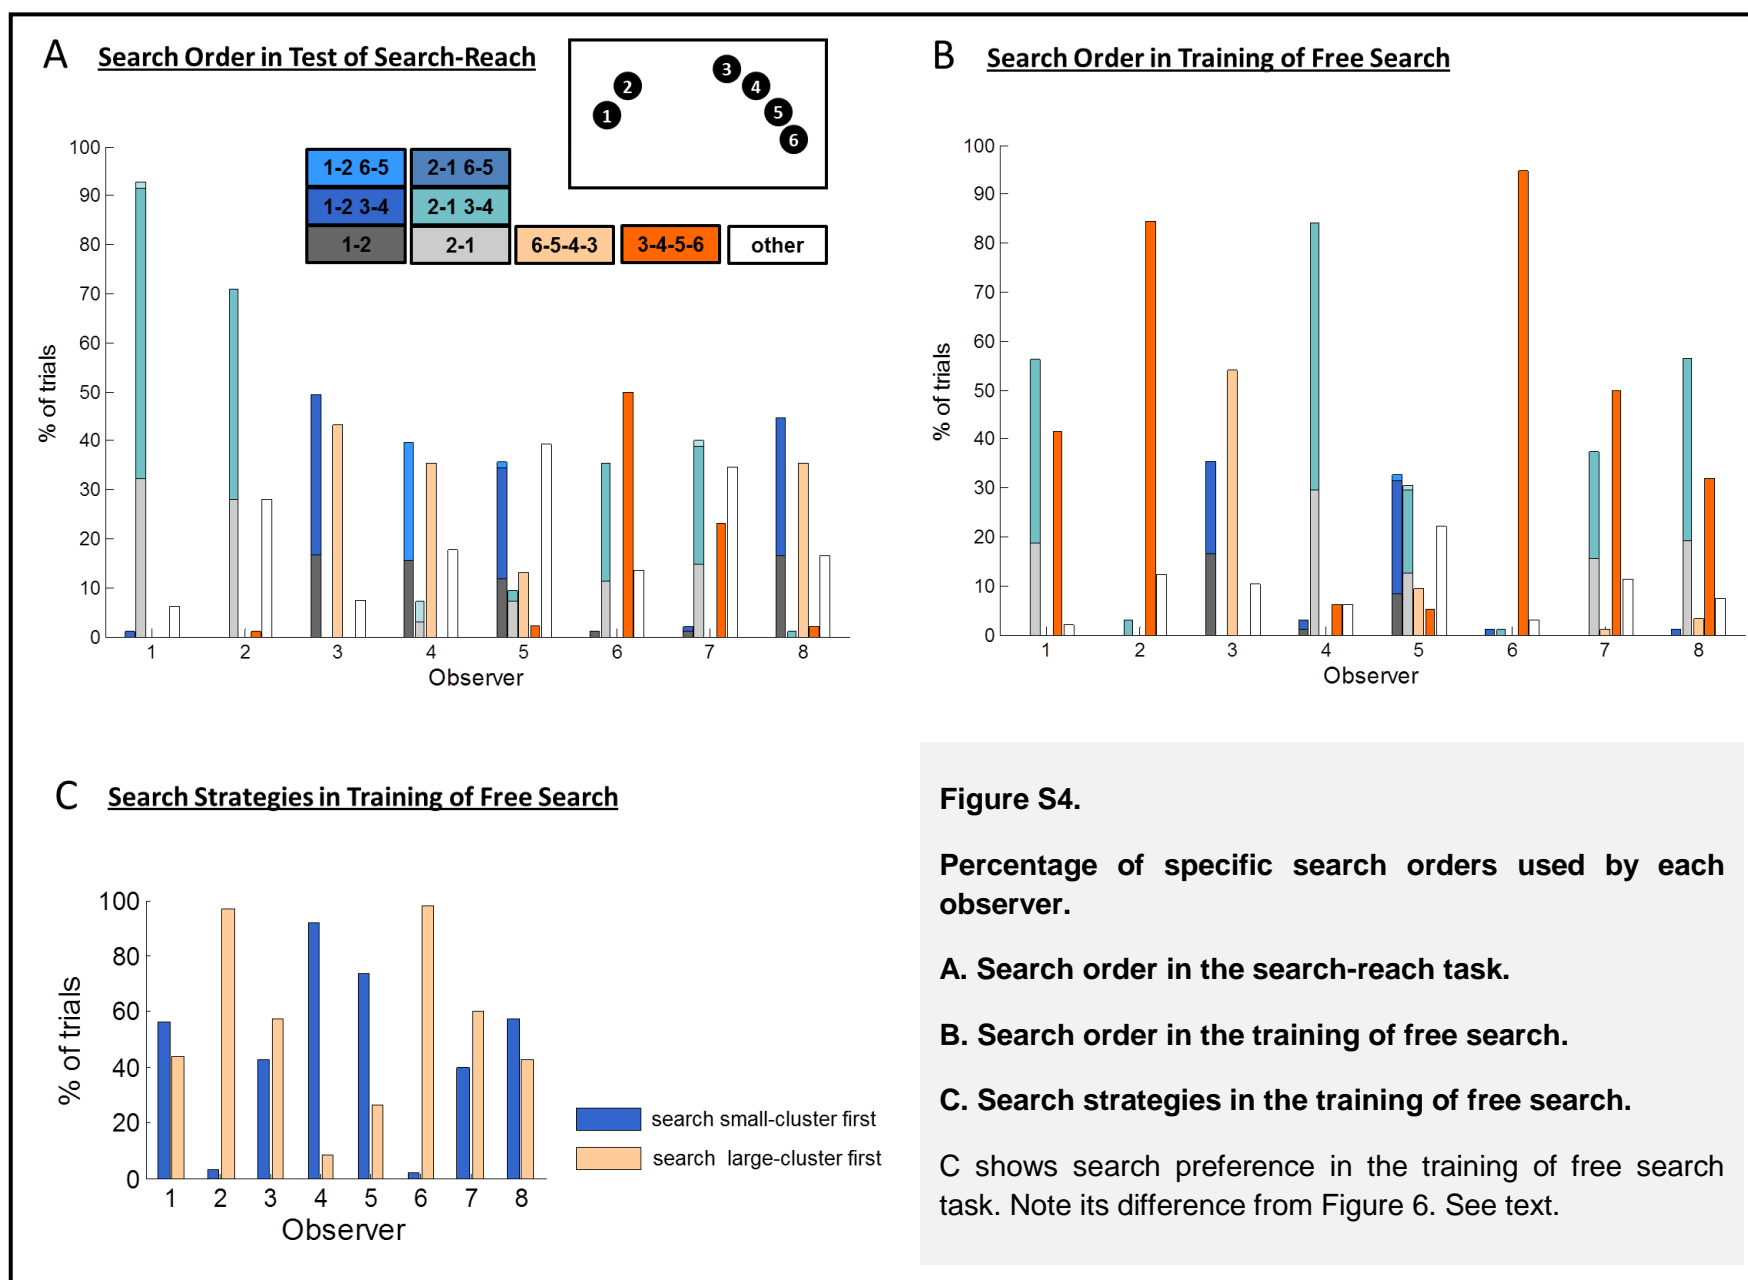 A Search Order in Test of Search-Reach
2
1
3
4
5
6
1-2 6-5
2-1 6-5
1-2 3-4
2-1 3-4
1-2
2-1
6-5-4-3
3-4-5-6
other
100
90
80
70
60
50
40
30
20
10
0
% of trials
1 2 3 4 5 6 7 8
Observer
B Search Order in Training of Free Search
100
90
80
70
60
50
40
30
20
10
0
% of trials
1 2 3 4 5 6 7 8
Observer
C Search Strategies in Training of Free Search
100
80
60
40
20
0
% of trials
1 2 3 4 5 6 7 8
Observer
search small-cluster first
search large-cluster first
Figure S4.
Percentage of specific search orders used by each
observer.
A. Search order in the search-reach task.
B. Search order in the training of free search.
C. Search strategies in the training of free search.
C shows search preference in the training of free search
task. Note its difference from Figure 6. See text.